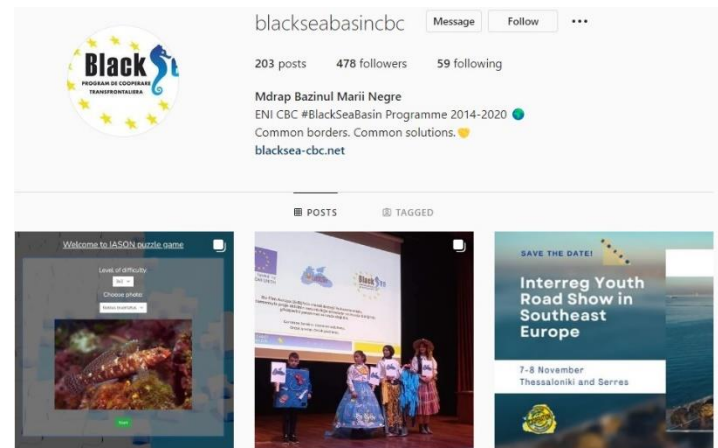 blackseabasincbc Message Follow
203 posts 478 followers 59 following
Mdrap Bazinul Marii Negre
ENI CBC #BlackSeaBasin Programme 2014-2020
Common borders. Common solutions.
blacksea-cbc.net
Black
PROGRAM DE COOPERARE
TRANSFRONTALIERA
POSTS TAGGED
Welcome to IASON puzzle game
Level of difficulty:
3x3
Choose photo:
Start
Black
SAVE THE DATE!
Interreg Youth
Road Show in
Southeast
Europe
7-8 November
Thessaloniki and Serres